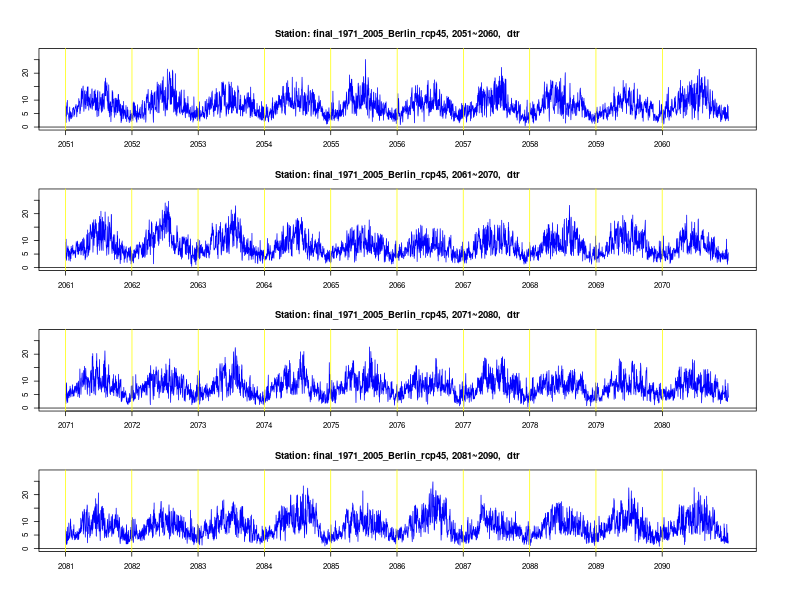 Station: final_1971_2005_Berlin_rcp45, 2051~2060, dtr
20
10
5
0
2051 2052 2053 2054 2055 2056 2057 2058 2059 2060
Station: final_1971_2005_Berlin_rcp45, 2061~2070, dtr
20
10
5
0
2061 2062 2063 2064 2065 2066 2067 2068 2069 2070
Station: final_1971_2005_Berlin_rcp45, 2071~2080, dtr
20
10
5
0
2071 2072 2073 2074 2075 2076 2077 2078 2079 2080
Station: final_1971_2005_Berlin_rcp45, 2081~2090, dtr
20
10
5
0
2081 2082 2083 2084 2085 2086 2087 2088 2089 2090